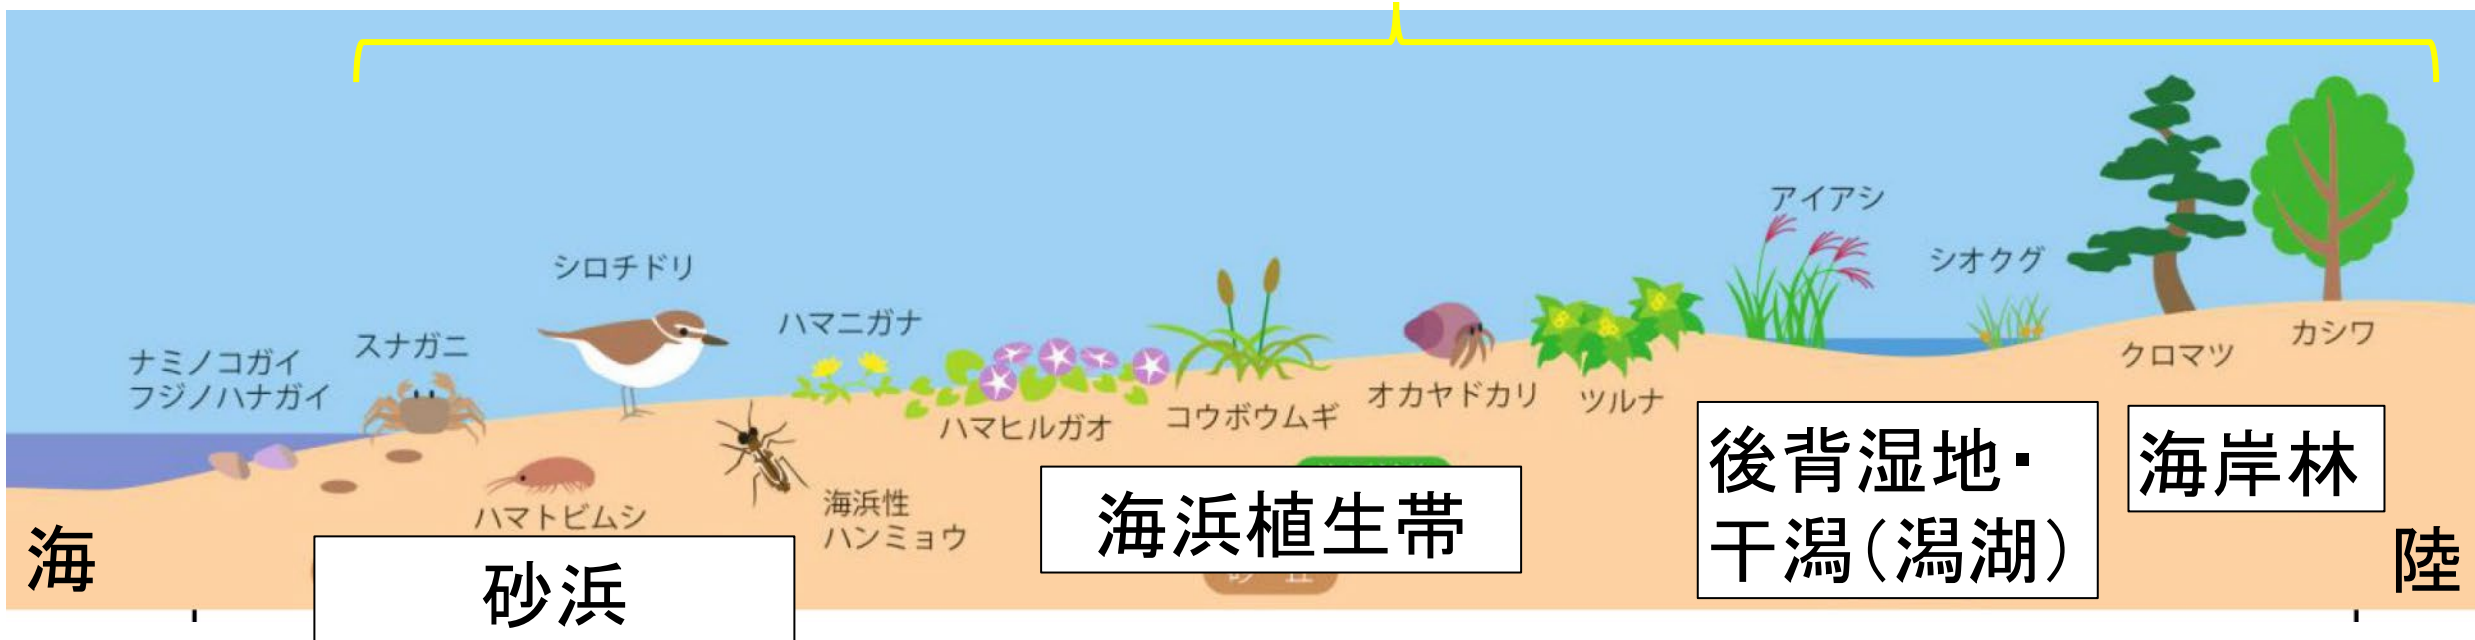 アイアシ
シオクグ
シロチドリ
ハマニガナ
スナガニ
ナミノコガイ
フジノハナガイ
カシワ
クロマツ
オカヤドカリ
ツルナ
コウボウムギ
ハマヒルガオ
ハマトビムシ
海浜性
ハンミョウ
海
砂浜
海浜植生帯
後背湿地・
干潟(潟湖)
海岸林
陸